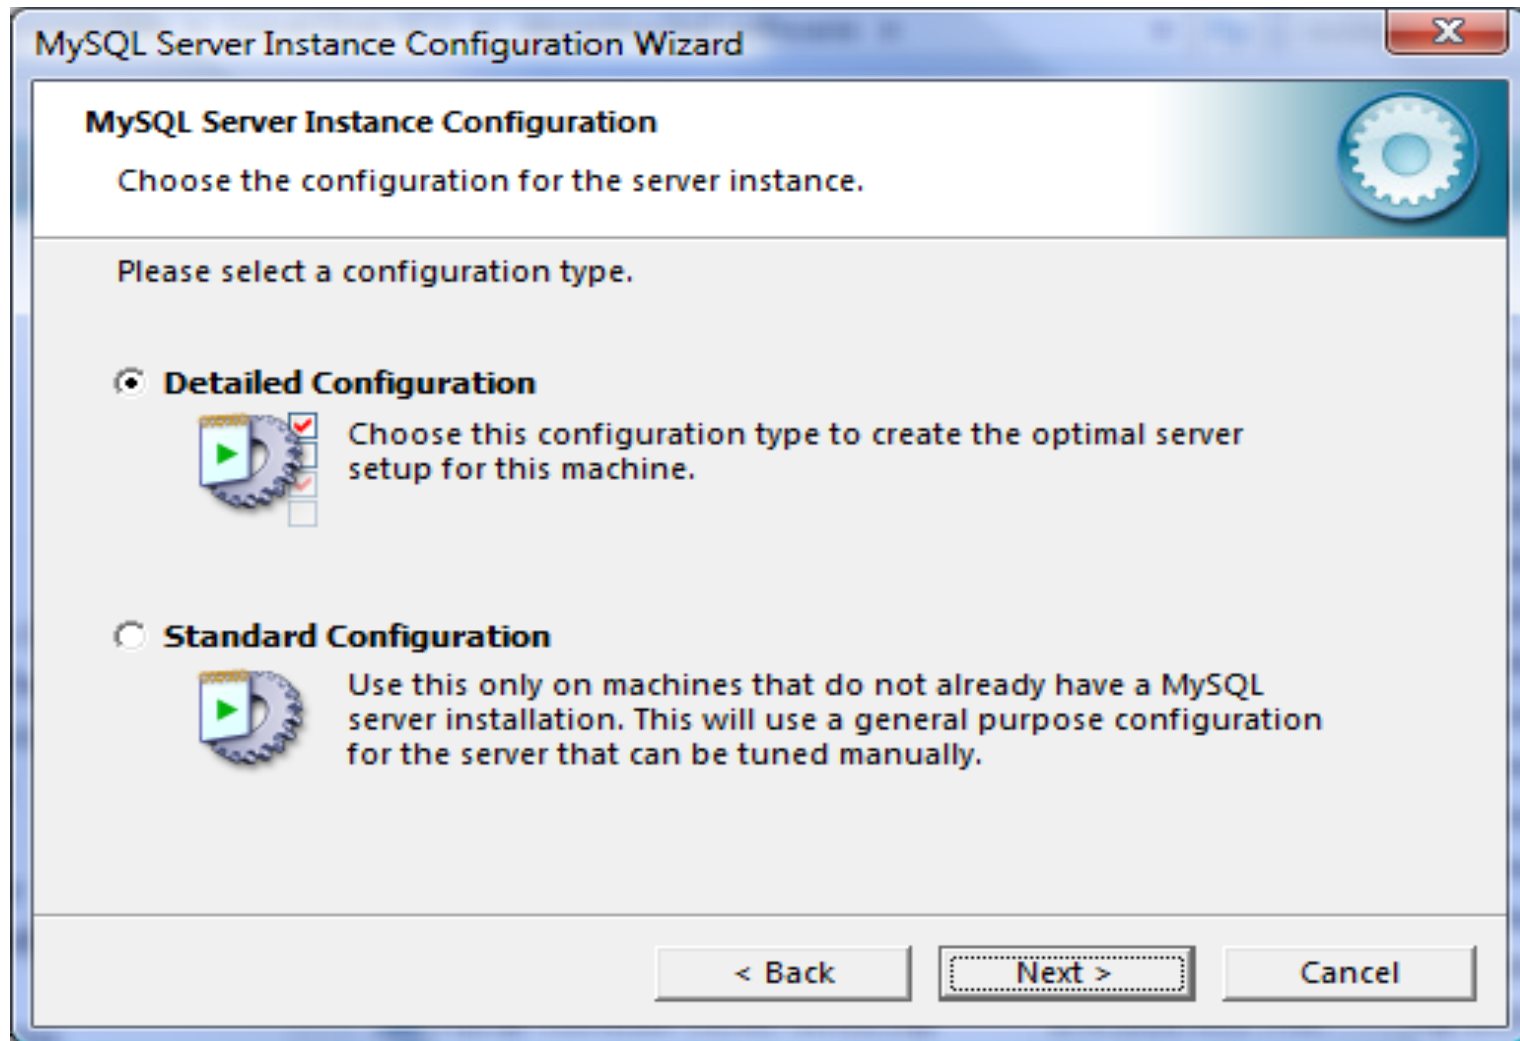 MySQL Server Instance Configuration Wizard
MySQL Server Instance Configuration
Choose the configuration for the server instance.
Please select a configuration type.
Detailed Configuration
Choose this configuration type to create the optimal server
setup for this machine.
Standard Configuration
Use this only on machines that do not already have a MySQL
server installation. This will use a general purpose configuration
for the server that can be tuned manually.
< Back
Next >
Cancel